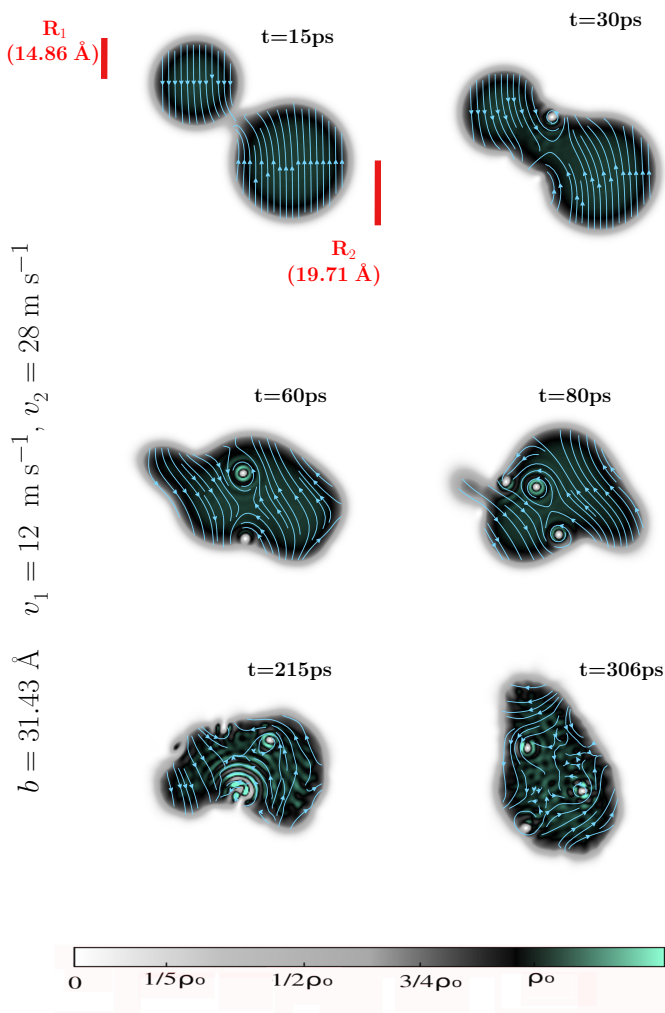 R₁
(14.86 Å)
t=15ps
t=30ps
R₂
(19.71 Å)
b = 31.43 Å v₁ = 12 m s⁻¹, v₂ = 28 m s⁻¹
t=60ps
t=80ps
t=215ps
t=306ps
0 1/5ρ₀ 1/2ρ₀ 3/4ρ₀ ρ₀